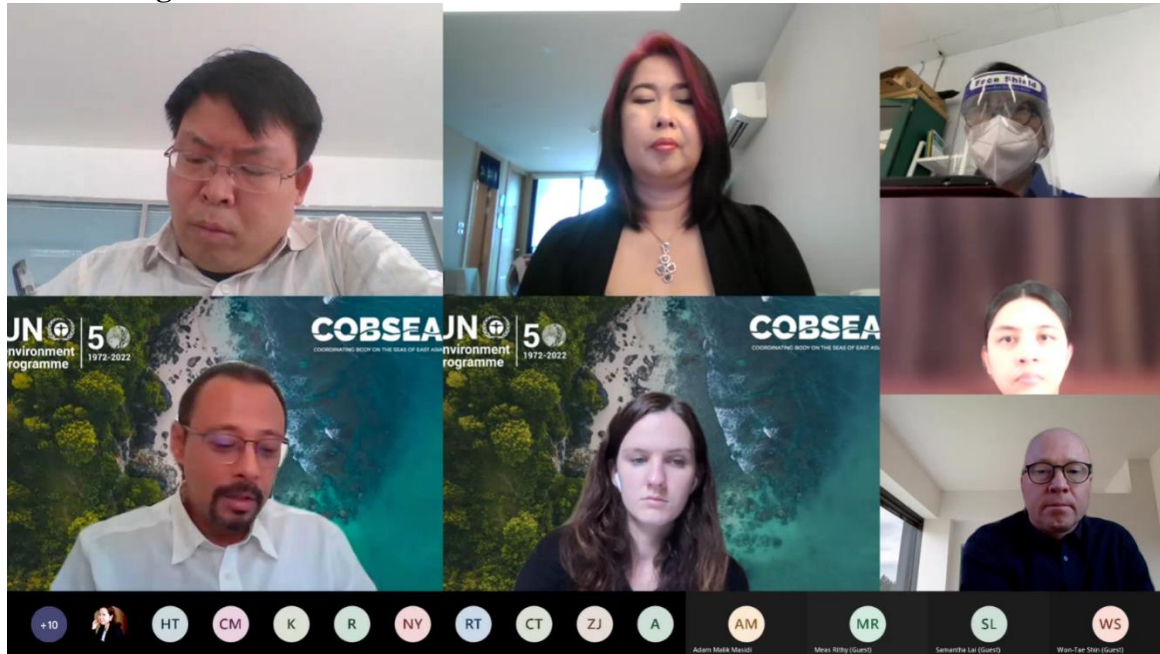 Face Shield
UN
environment
programme
50
1972-2022
COBSEA
COORDINATING BODY ON THE SEAS OF EAST ASIA
UN
environment
programme
50
1972-2022
COBSEA
COORDINATING BODY ON THE SEAS OF EAST ASIA
+10
HT
CM
K
R
NY
RT
CT
ZJ
A
AM
MR
SL
WS
Adam Malik Masidi
Meas Rithy (Guest)
Samantha Lai (Guest)
Won-Tae Shin (Guest)